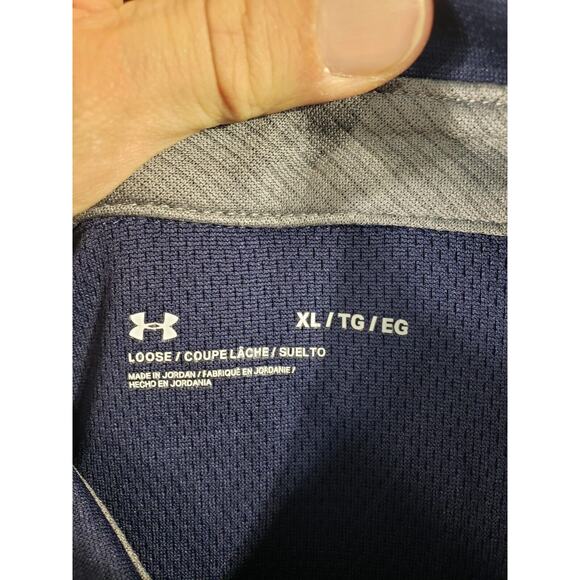 XL / TG / EG
LOOSE / COUPE LÂCHE / SUELTO
MADE IN JORDAN / FABRIQUÉ EN JORDANIE /
HECHO EN JORDANIA